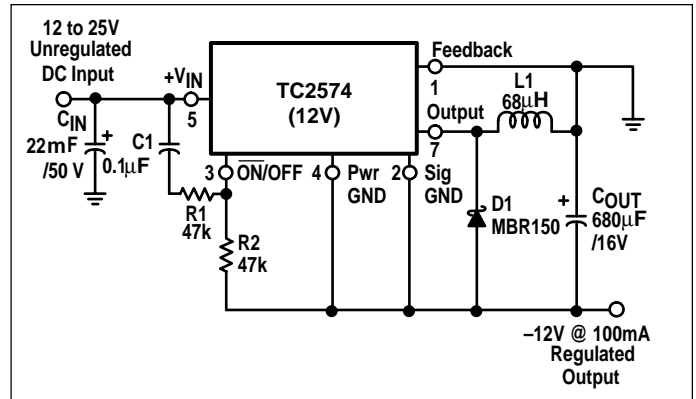 12 to 25V
Unregulated
DC Input
+VIN
5
TC2574
(12V)
Feedback
1
Output
7
L1
68µH
CIN
22mF
/50 V
+
C1
0.1µF
3
ON/OFF
4
Pwr
GND
2
Sig
GND
R1
47k
R2
47k
D1
MBR150
+
COUT
680µF
/16V
–12V @ 100mA
Regulated
Output